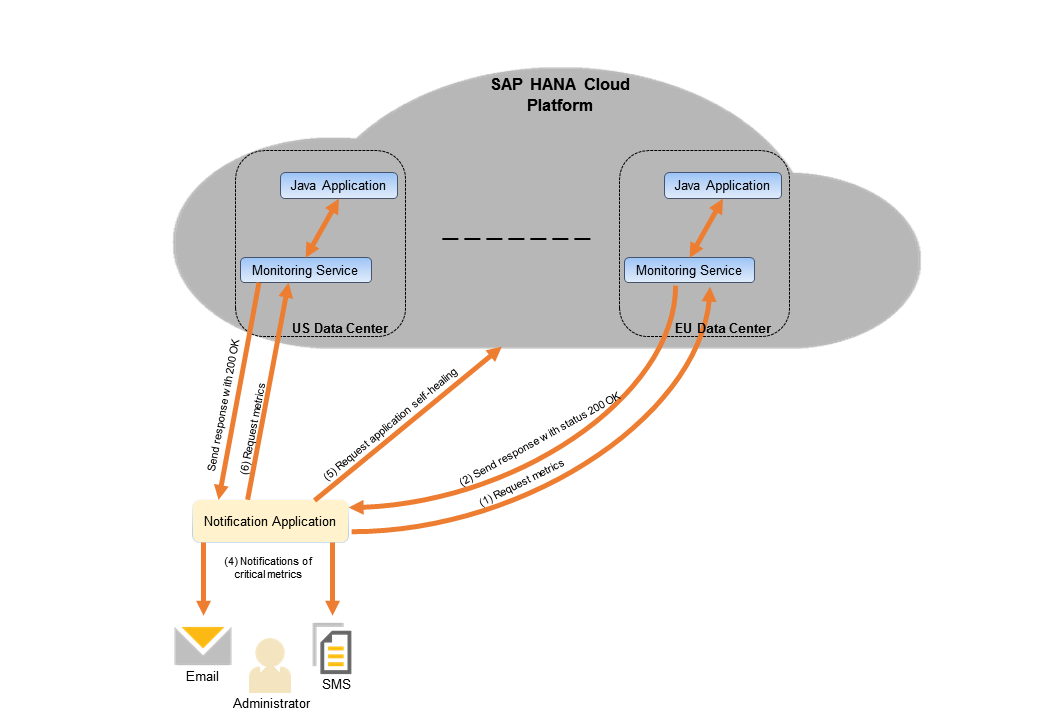 SAP HANA Cloud
Platform
Java Application
Java Application
Monitoring Service
Monitoring Service
US Data Center
EU Data Center
Send response with 200 OK
(6) Request metrics
(5) Request application self-healing
(2) Send response with status 200 OK
(1) Request metrics
Notification Application
(4) Notifications of
critical metrics
Email
SMS
Administrator